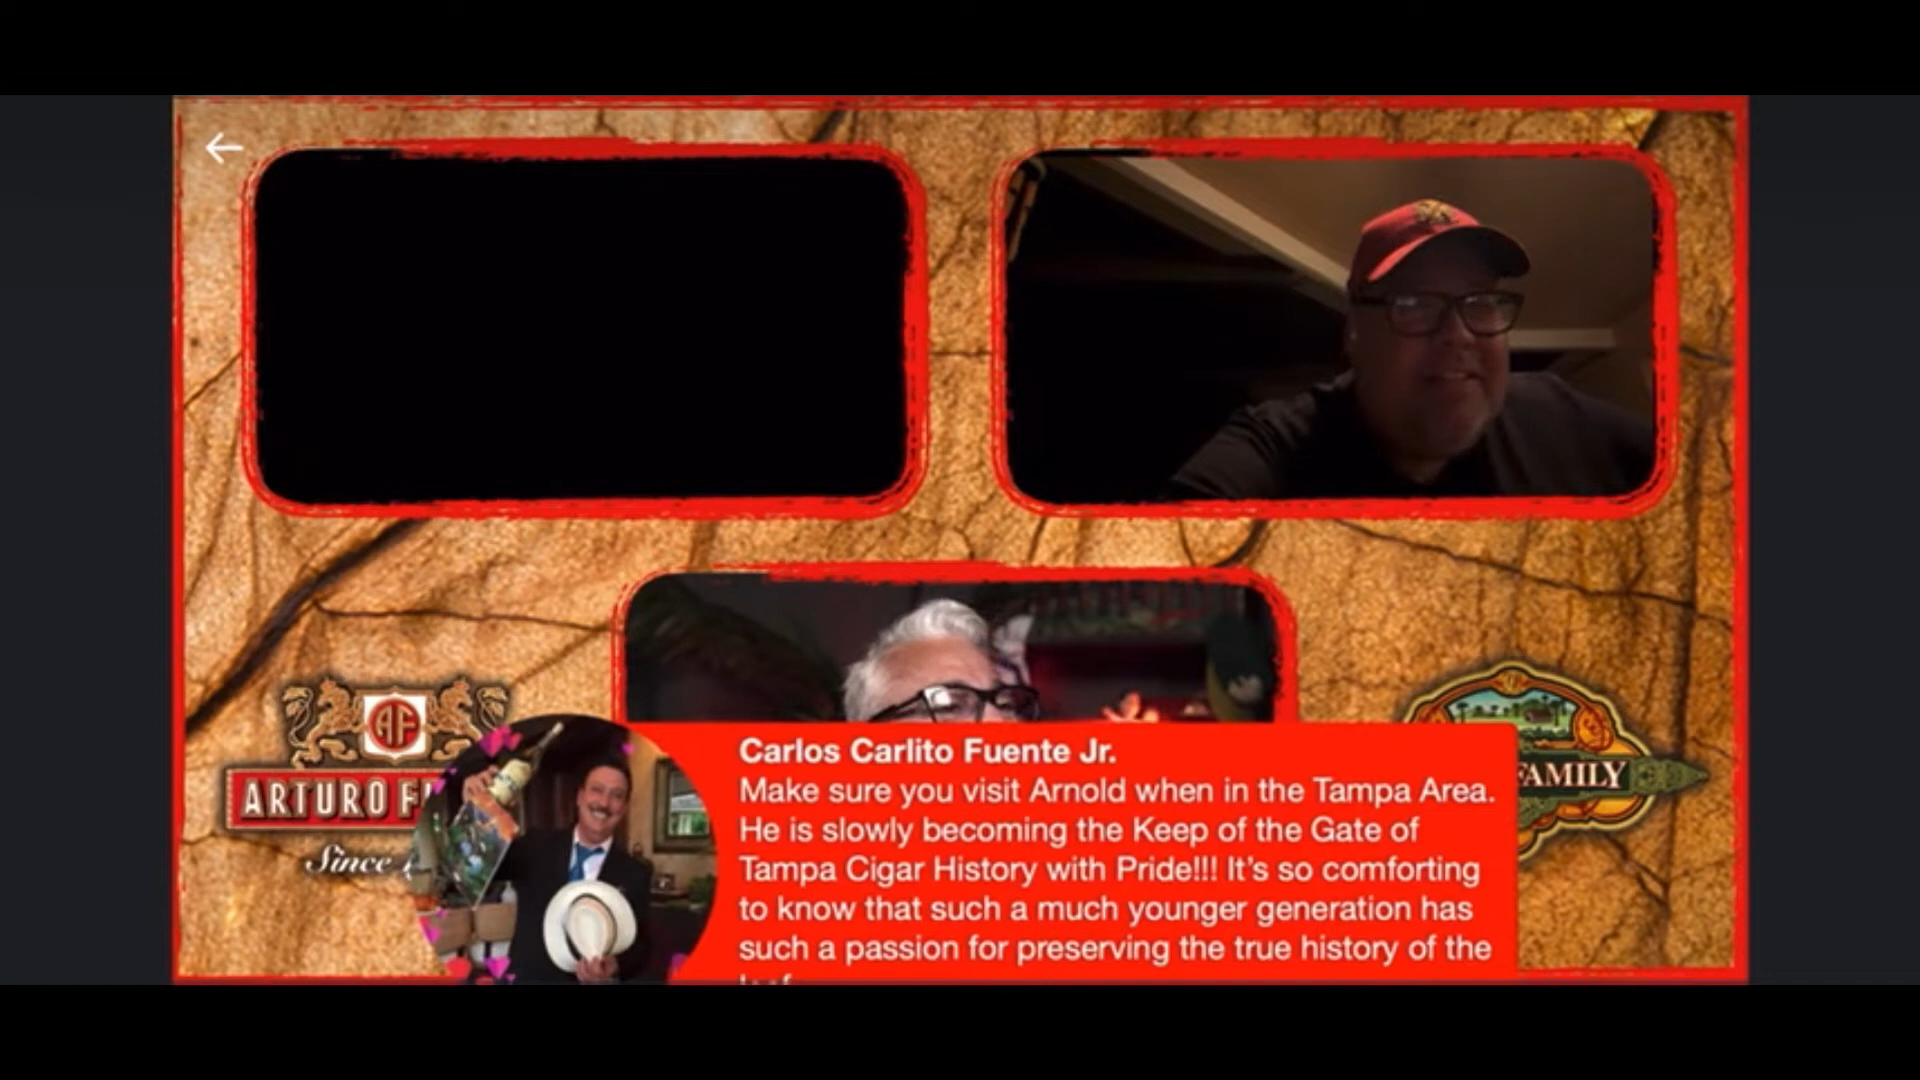 AF
ARTURO
Since
FAMILY
Carlos Carlito Fuente Jr.
Make sure you visit Arnold when in the Tampa Area.
He is slowly becoming the Keep of the Gate of
Tampa Cigar History with Pride!!! It's so comforting
to know that such a much younger generation has
such a passion for preserving the true history of the